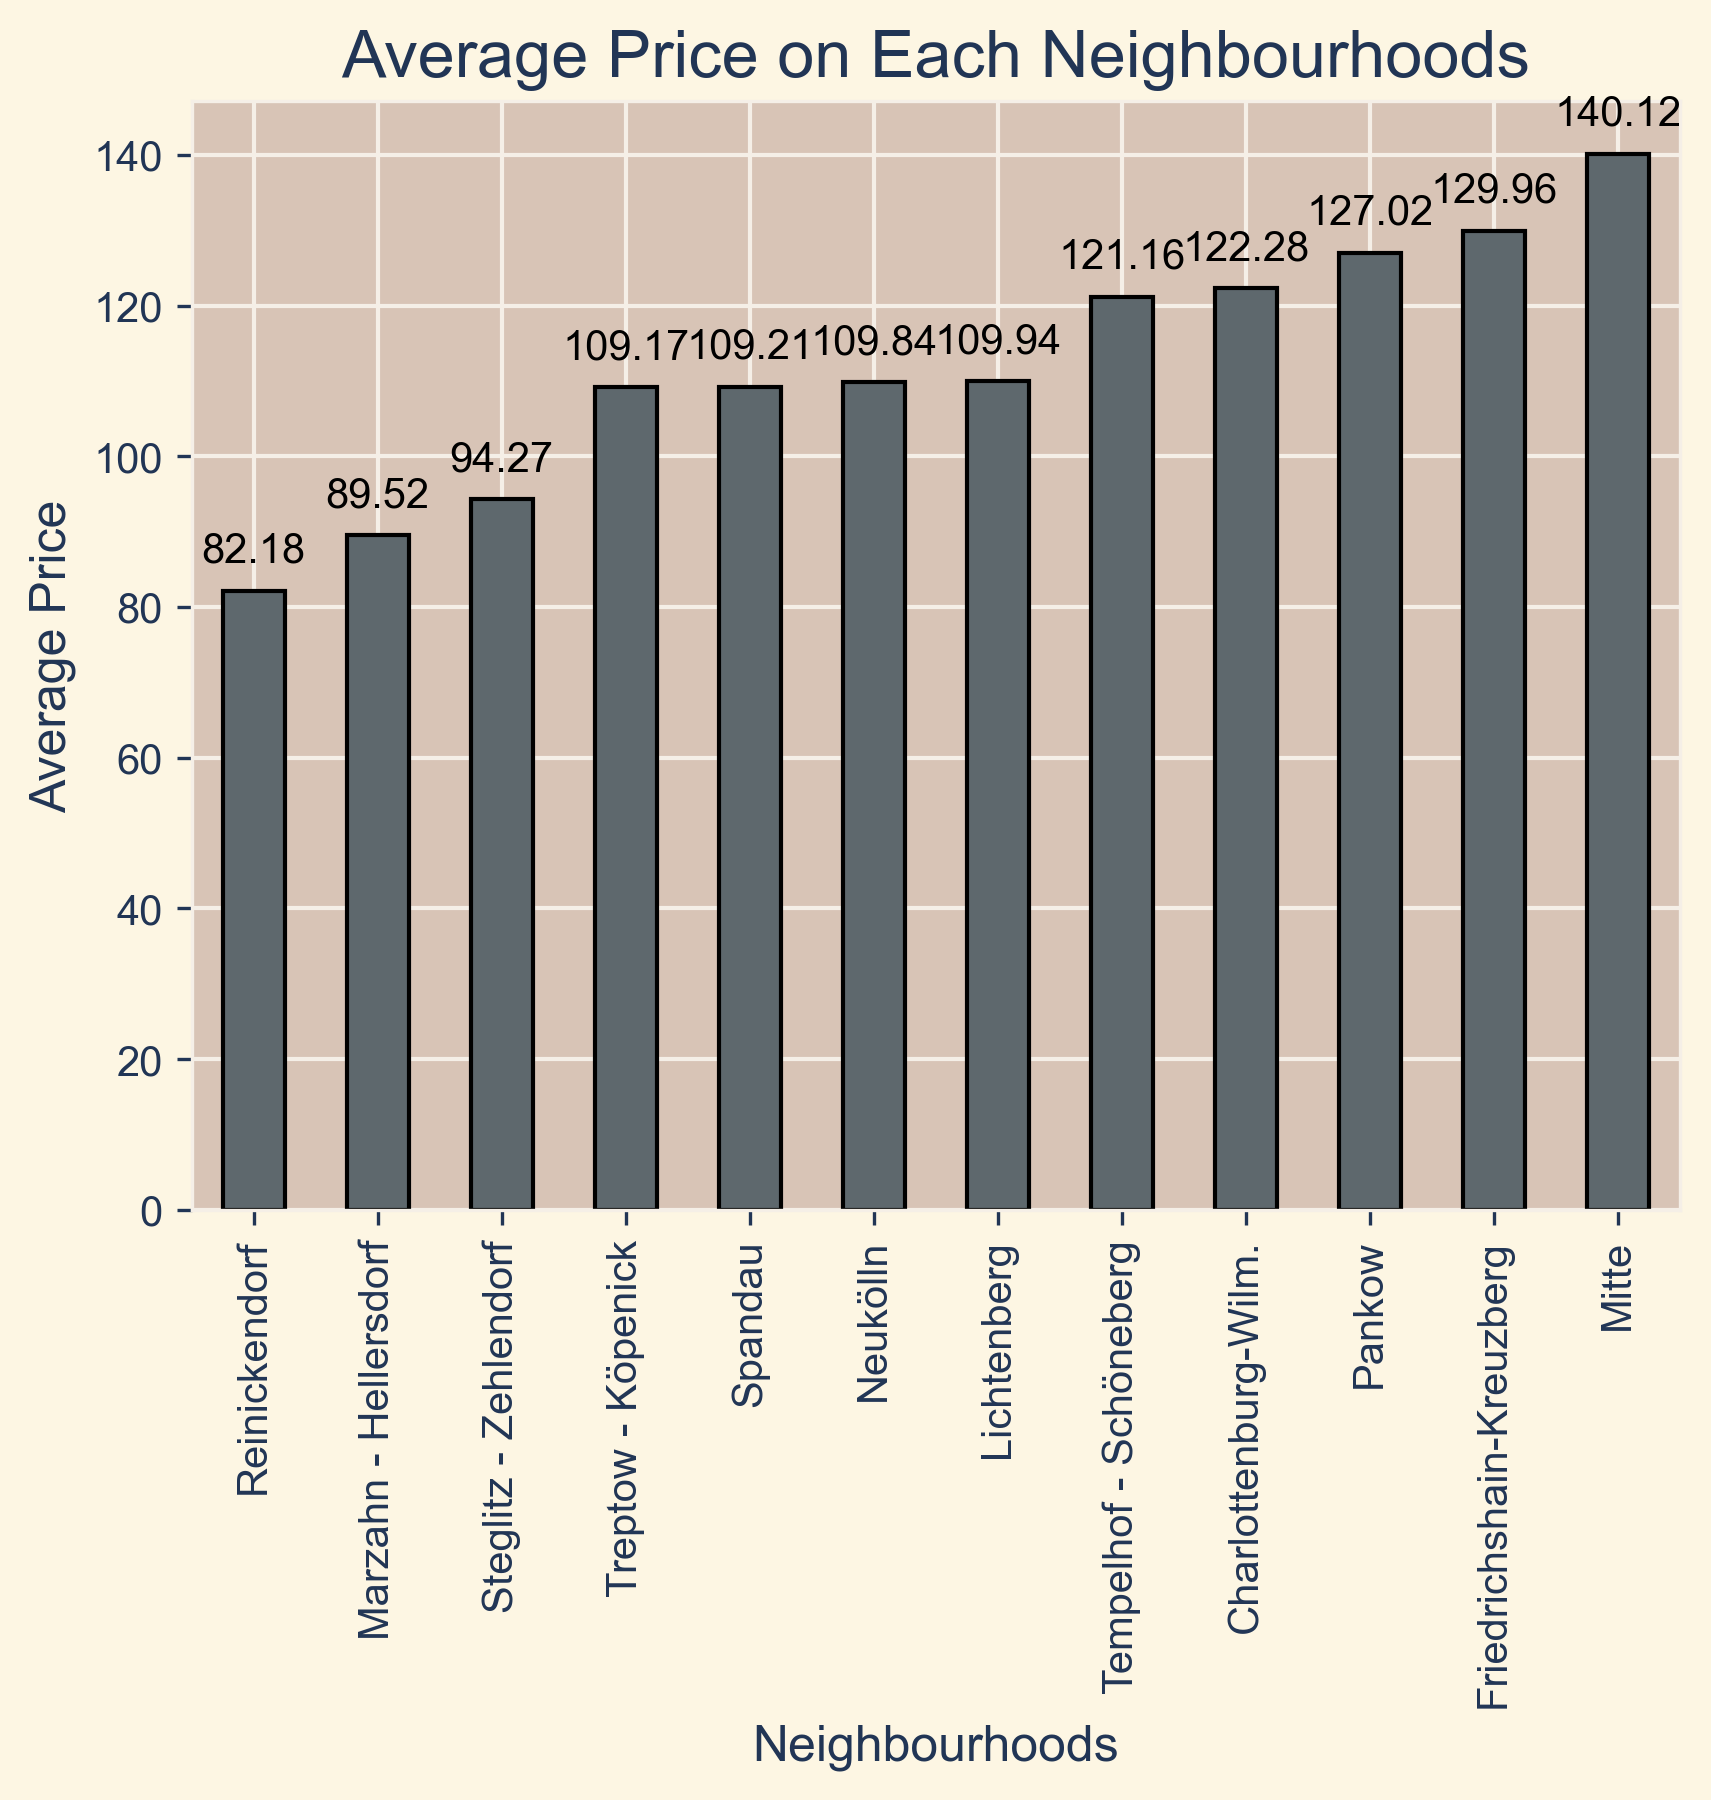 Average Price on Each Neighbourhoods
Average Price
140
120
100
80
60
40
20
0
82.18
89.52
94.27
109.17
109.21
109.84
109.94
121.16
122.28
127.02
129.96
140.12
Reinickendorf
Marzahn - Hellersdorf
Steglitz - Zehlendorf
Treptow - Köpenick
Spandau
Neukölln
Lichtenberg
Tempelhof - Schöneberg
Charlottenburg-Wilm.
Pankow
Friedrichshain-Kreuzberg
Mitte
Neighbourhoods